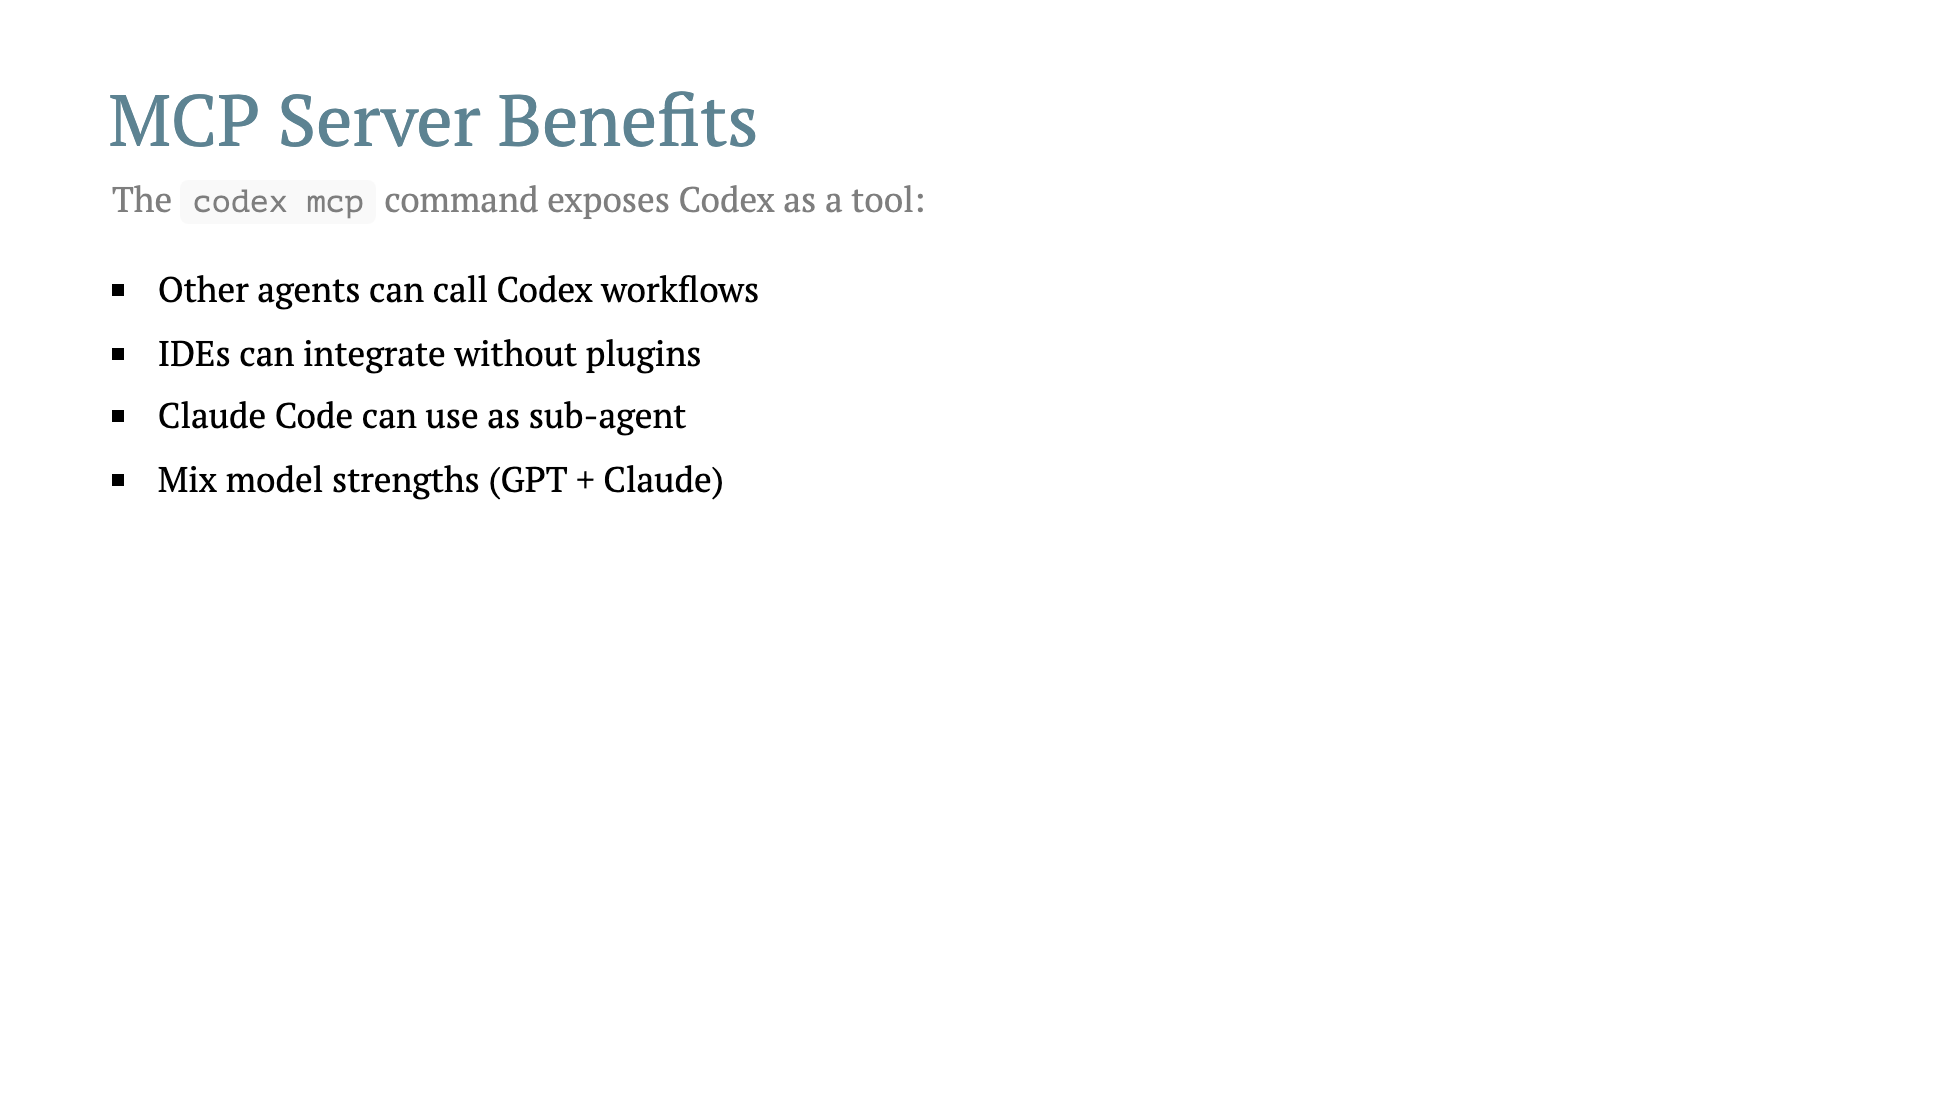 MCP Server Benefits
The codex mcp command exposes Codex as a tool:
▪ Other agents can call Codex workflows
▪ IDEs can integrate without plugins
▪ Claude Code can use as sub-agent
▪ Mix model strengths (GPT + Claude)